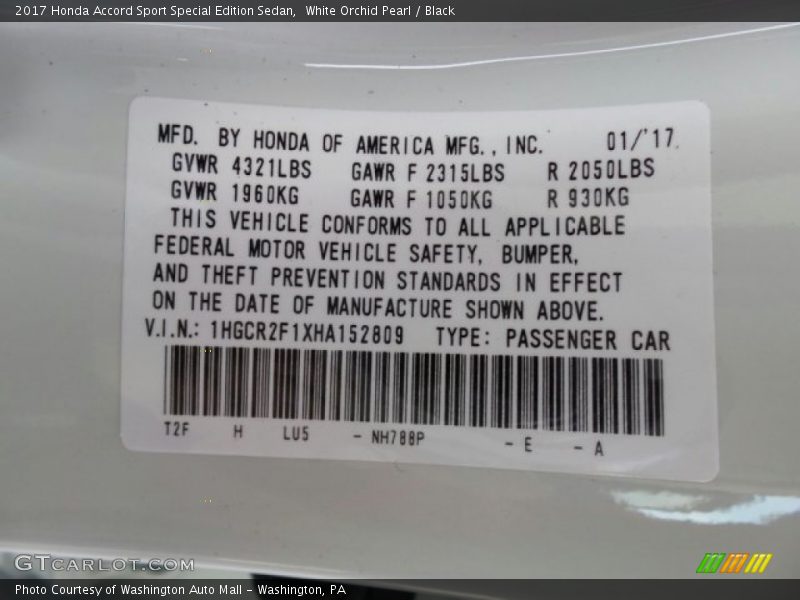 2017 Honda Accord Sport Special Edition Sedan,  White Orchid Pearl / Black
MFD. BY HONDA OF AMERICA MFG., INC. 01/'17.
GVWR 4321LBS GAWR F 2315LBS R 2050LBS
GVWR 1960KG GAWR F 1050KG R 930KG
THIS VEHICLE CONFORMS TO ALL APPLICABLE
FEDERAL MOTOR VEHICLE SAFETY, BUMPER,
AND THEFT PREVENTION STANDARDS IN EFFECT
ON THE DATE OF MANUFACTURE SHOWN ABOVE.
V.I.N.: 1HGCR2F1XHA152809 TYPE: PASSENGER CAR
T2F H LU5 - NH788P - E - A
GTCARLOT.COM
Photo Courtesy of Washington Auto Mall - Washington, PA